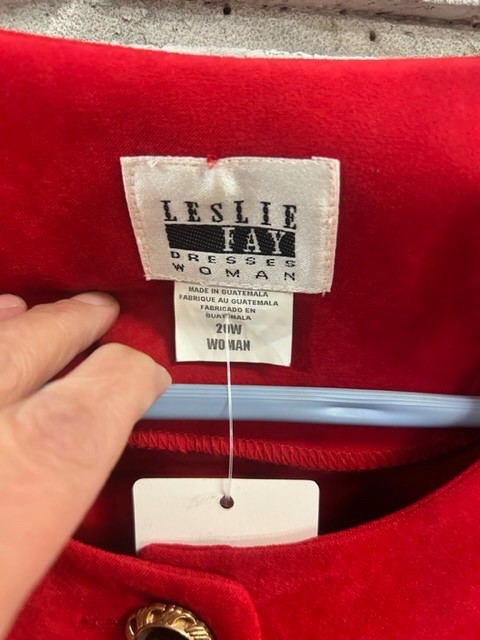 LESLIE
FAY
DRESSES
WOMAN
MADE IN GUATEMALA
FABRIQUE AU GUATEMALA
FABRICADO EN
GUATEMALA
20W
WOMAN